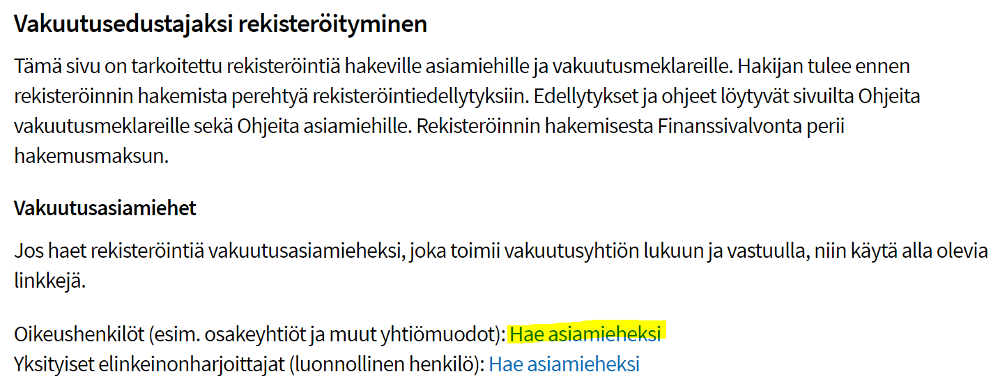 Vakuutusedustajaksi rekisteröityminen
Tämä sivu on tarkoitettu rekisteröintiä hakeville asiamiehille ja vakuutusmeklareille. Hakijan tulee ennen
rekisteröinnin hakemista perehtyä rekisteröintiedellytyksiin. Edellytykset ja ohjeet löytyvät sivuilta Ohjeita
vakuutusmeklareille sekä Ohjeita asiamiehille. Rekisteröinnin hakemisesta Finanssivalvonta perii
hakemusmaksun.
Vakuutusasiamiehet
Jos haet rekisteröintiä vakuutusasiamieheksi, joka toimii vakuutusyhtiön lukuun ja vastuulla, niin käytä alla olevia
linkkejä.
Oikeushenkilöt (esim. osakeyhtiöt ja muut yhtiömuodot): Hae asiamieheksi
Yksityiset elinkeinonharjoittajat (luonnollinen henkilö): Hae asiamieheksi